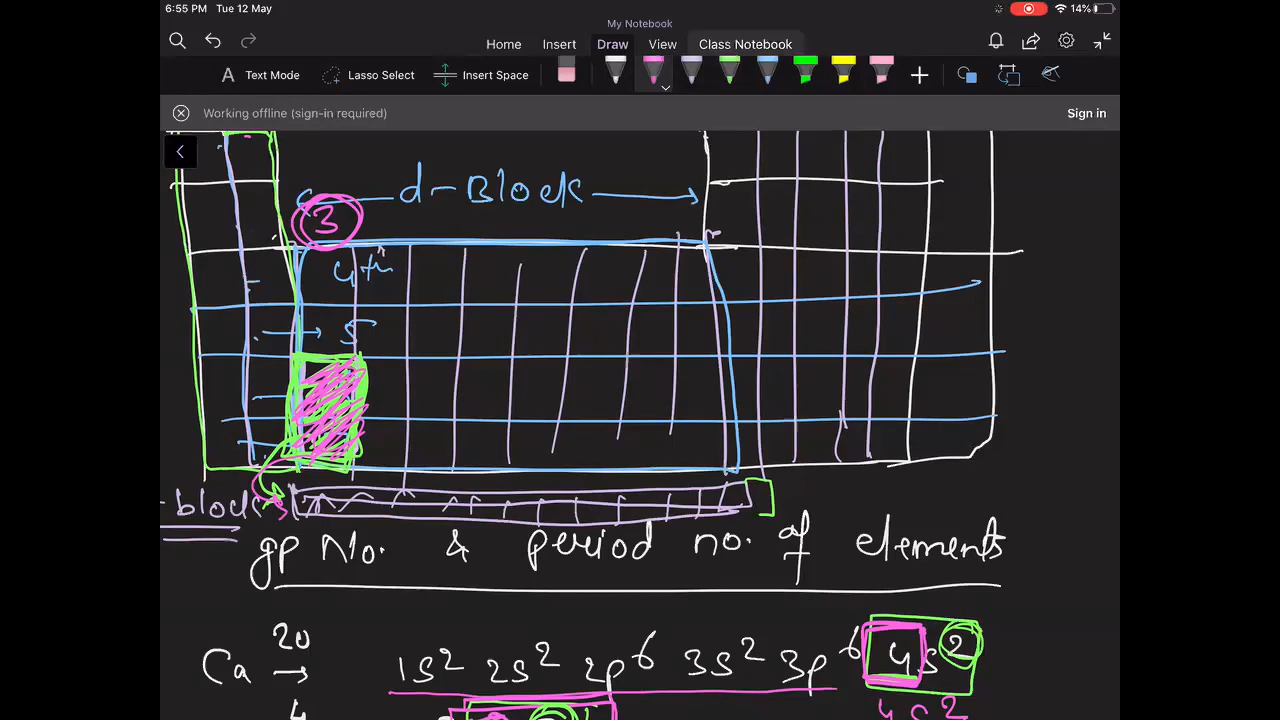 6:55 PM Tue 12 May
14%
My Notebook
Home Insert Draw View Class Notebook
A Text Mode Lasso Select Insert Space
Working offline (sign-in required) Sign in
d-Block
3
4th
5
-block
gp No. & period no. of elements
20
Ca → 1s² 2s² 2p⁶ 3s² 3p⁶ 4s²
4 4s²